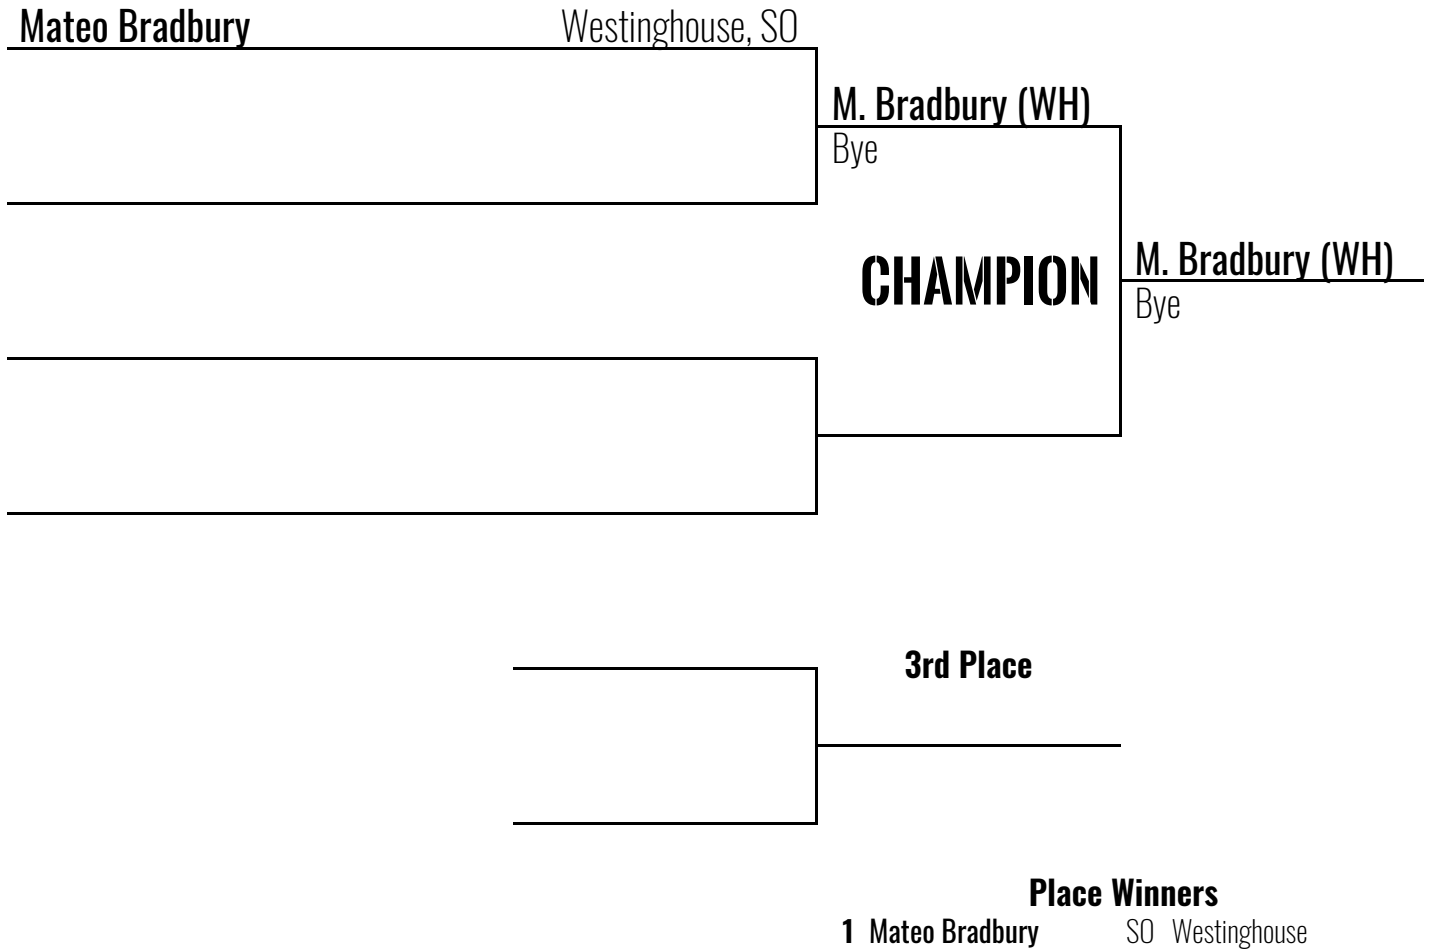 Mateo Bradbury Westinghouse, SO
M. Bradbury (WH)
Bye
CHAMPION
M. Bradbury (WH)
Bye
3rd Place
Place Winners
1 Mateo Bradbury SO Westinghouse